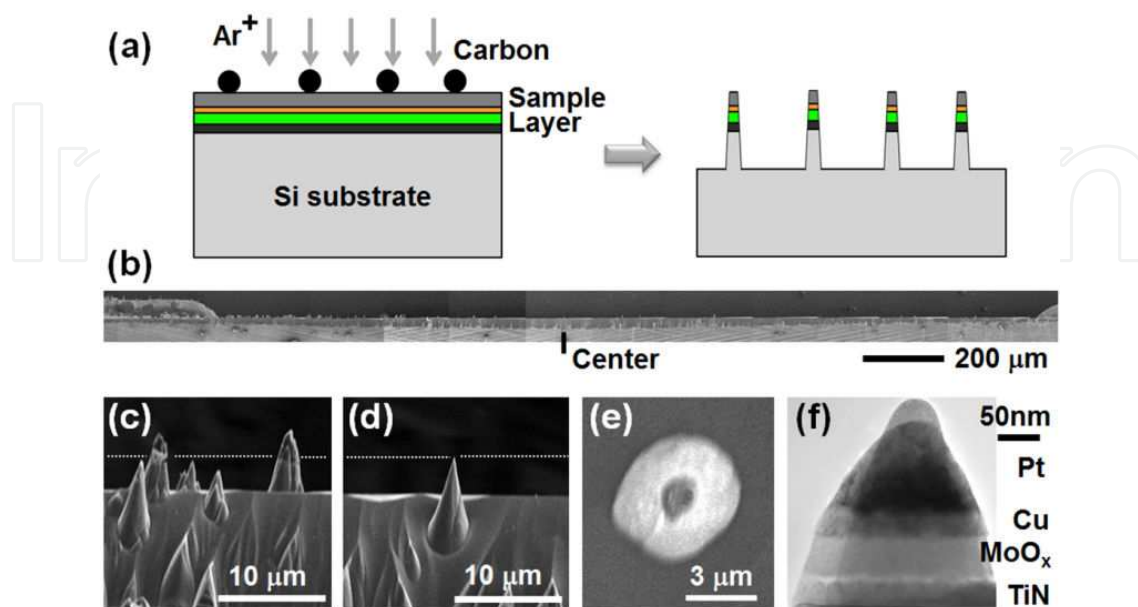 (a)
Ar+
Carbon
Sample
Layer
Si substrate
(b)
Center
200 μm
(c)
10 μm
(d)
10 μm
(e)
3 μm
(f)
50nm
Pt
Cu
MoOx
TiN